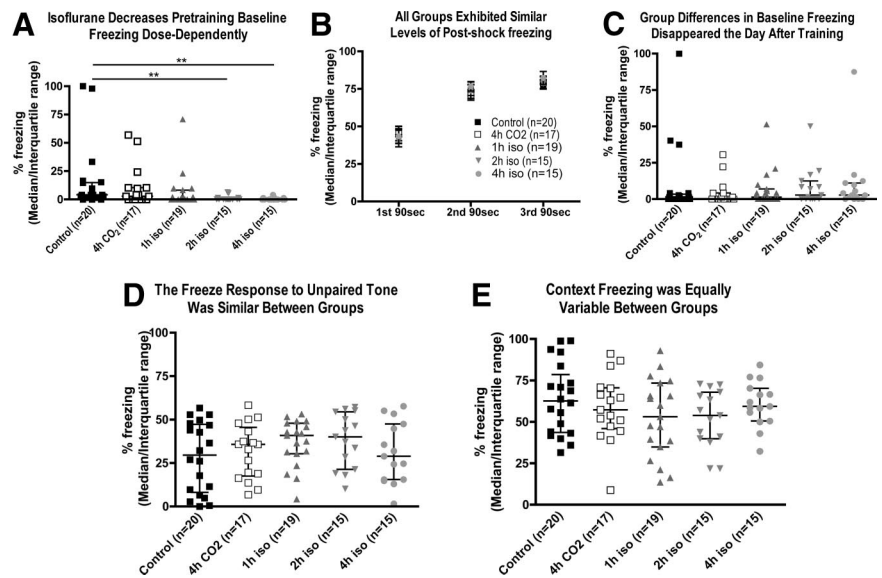 A
Isoflurane Decreases Pretraining Baseline
Freezing Dose-Dependently
**
**
100
75
50
25
0
% freezing
(Median/Interquartile range)
Control (n=20)
4h CO₂ (n=17)
1h iso (n=19)
2h iso (n=15)
4h iso (n=15)
B
All Groups Exhibited Similar
Levels of Post-shock freezing
100
75
50
25
0
% freezing
(Median/Interquartile range)
Control (n=20)
4h CO2 (n=17)
1h iso (n=19)
2h iso (n=15)
4h iso (n=15)
1st 90sec
2nd 90sec
3rd 90sec
C
Group Differences in Baseline Freezing
Disappeared the Day After Training
100
75
50
25
0
% freezing
(Median/Interquartile range)
Control (n=20)
4h CO₂ (n=17)
1h iso (n=19)
2h iso (n=15)
4h iso (n=15)
D
The Freeze Response to Unpaired Tone
Was Similar Between Groups
100
75
50
25
0
% freezing
(Median/Interquartile range)
Control (n=20)
4h CO2 (n=17)
1h iso (n=19)
2h iso (n=15)
4h iso (n=15)
E
Context Freezing was Equally
Variable Between Groups
100
75
50
25
0
% freezing
(Median/Interquartile range)
Control (n=20)
4h CO2 (n=17)
1h iso (n=19)
2h iso (n=15)
4h iso (n=15)